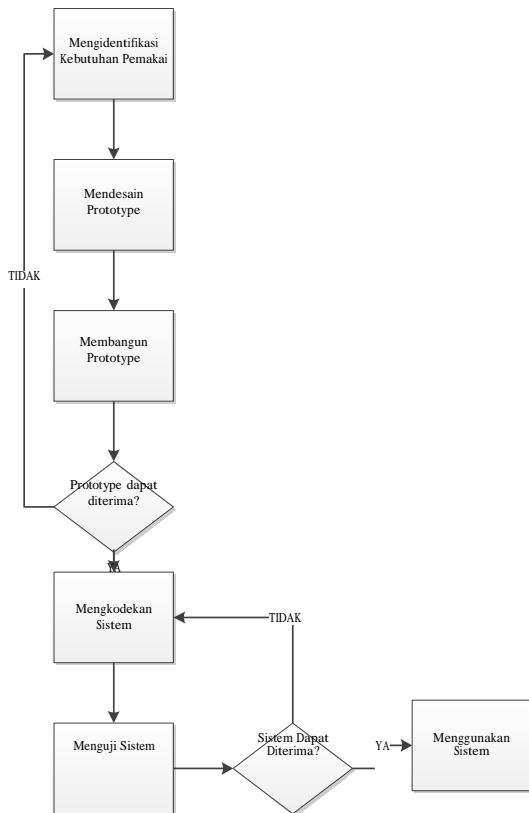 Mengidentifikasi
Kebutuhan Pemakai
Mendesain
Prototype
TIDAK
Membangun
Prototype
Prototype dapat
diterima?
YA
Mengkodekan
Sistem
TIDAK
Menguji Sistem
Sistem Dapat
Diterima?
YA
Menggunakan
Sistem